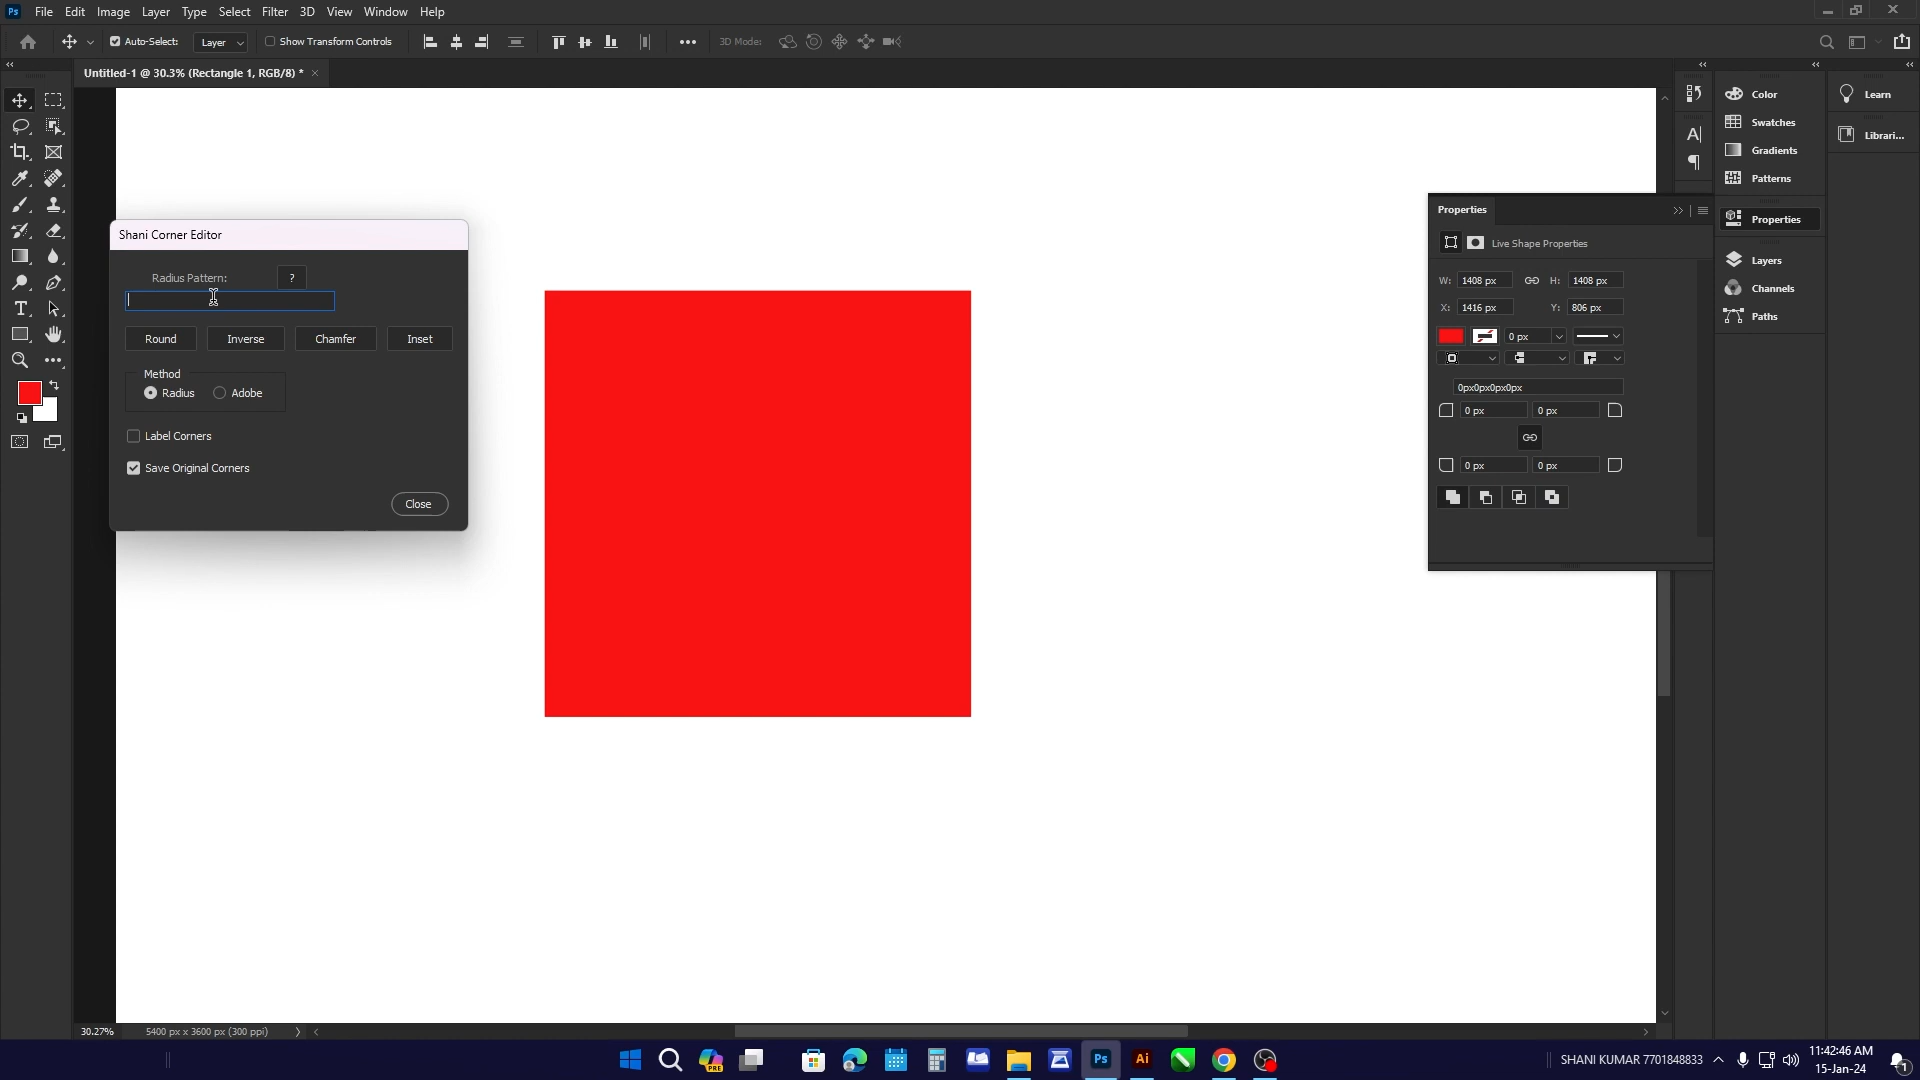 Ps File Edit Image Layer Type Select Filter 3D View Window Help
Auto-Select: Layer Show Transform Controls 3D Mode:
Untitled-1 @ 30.3% (Rectangle 1, RGB/8) * ×
Color
Learn
Swatches
Librari...
Gradients
Patterns
Properties
Layers
Channels
Paths
Shani Corner Editor
Radius Pattern: ?
Round Inverse Chamfer Inset
Method
Radius Adobe
Label Corners
Save Original Corners
Close
Properties
Live Shape Properties
W: 1408 px H: 1408 px
X: 1416 px Y: 806 px
0 px
0px0px0px0px
0 px 0 px
0 px 0 px
30.27% 5400 px x 3600 px (300 ppi)
PRE Ps Ai
SHANI KUMAR 7701848833
11:42:46 AM
15-Jan-24
1